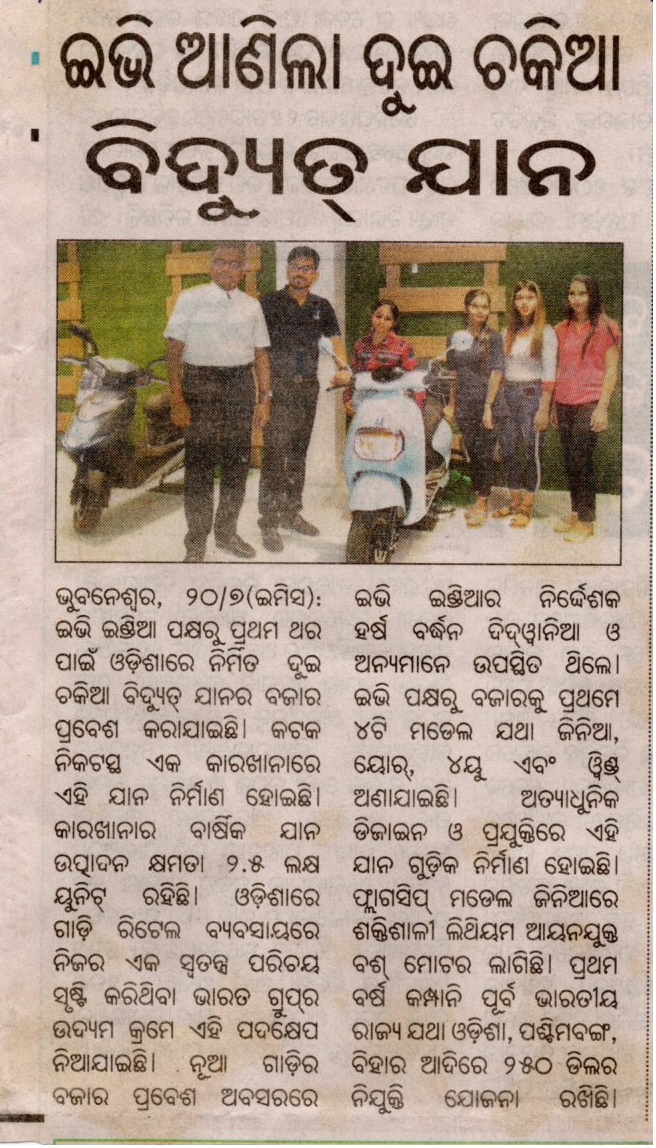 ଇଭି ଆଣିଲା ଦୁଇ ଚକିଆ
ବିଦ୍ୟୁତ୍ ଯାନ
ଭୁବନେଶ୍ୱର, ୨୦/୭(ଇମିସ):
ଇଭି ଇଣ୍ଡିଆ ପକ୍ଷରୁ ପ୍ରଥମ ଥର
ପାଇଁ ଓଡ଼ିଶାରେ ନିର୍ମିତ ଦୁଇ
ଚକିଆ ବିଦ୍ୟୁତ୍ ଯାନର ବଜାର
ପ୍ରବେଶ କରାଯାଇଛି। କଟକ
ନିକଟସ୍ଥ ଏକ କାରଖାନାରେ
ଏହି ଯାନ ନିର୍ମାଣ ହୋଇଛି।
କାରଖାନାର ବାର୍ଷିକ ଯାନ
ଉତ୍ପାଦନ କ୍ଷମତା ୨.୫ ଲକ୍ଷ
ୟୁନିଟ୍ ରହିଛି। ଓଡ଼ିଶାରେ
ଗାଡ଼ି ରିଟେଲ ବ୍ୟବସାୟରେ
ନିଜର ଏକ ସ୍ୱତନ୍ତ୍ର ପରିଚୟ
ସୃଷ୍ଟି କରିଥିବା ଭାରତ ଗ୍ରୁପ୍‌ର
ଉଦ୍ୟମ କ୍ରମେ ଏହି ପଦକ୍ଷେପ
ନିଆଯାଇଛି। ନୂଆ ଗାଡ଼ିର
ବଜାର ପ୍ରବେଶ ଅବସରରେ
ଇଭି ଇଣ୍ଡିଆର ନିର୍ଦ୍ଦେଶକ
ହର୍ଷ ବର୍ଦ୍ଧନ ଦିଦ୍‌ୱାନିଆ ଓ
ଅନ୍ୟମାନେ ଉପସ୍ଥିତ ଥିଲେ।
ଇଭି ପକ୍ଷରୁ ବଜାରକୁ ପ୍ରଥମେ
୪ଟି ମଡେଲ ଯଥା ଜିନିଆ,
ୟୋର୍, ୪ୟୁ ଏବଂ ୱିଣ୍ଡ୍
ଅଣାଯାଇଛି। ଅତ୍ୟାଧୁନିକ
ଡିଜାଇନ ଓ ପ୍ରଯୁକ୍ତିରେ ଏହି
ଯାନ ଗୁଡ଼ିକ ନିର୍ମାଣ ହୋଇଛି।
ଫ୍ଲାଗସିପ୍ ମଡେଲ ଜିନିଆରେ
ଶକ୍ତିଶାଳୀ ଲିଥିୟମ ଆୟନଯୁକ୍ତ
ବଶ୍ ମୋଟର ଲାଗିଛି। ପ୍ରଥମ
ବର୍ଷ କମ୍ପାନି ପୂର୍ବ ଭାରତୀୟ
ରାଜ୍ୟ ଯଥା ଓଡ଼ିଶା, ପଶ୍ଚିମବଙ୍ଗ,
ବିହାର ଆଦିରେ ୨୫୦ ଡିଲର
ନିଯୁକ୍ତି ଯୋଜନା ରଖିଛି।